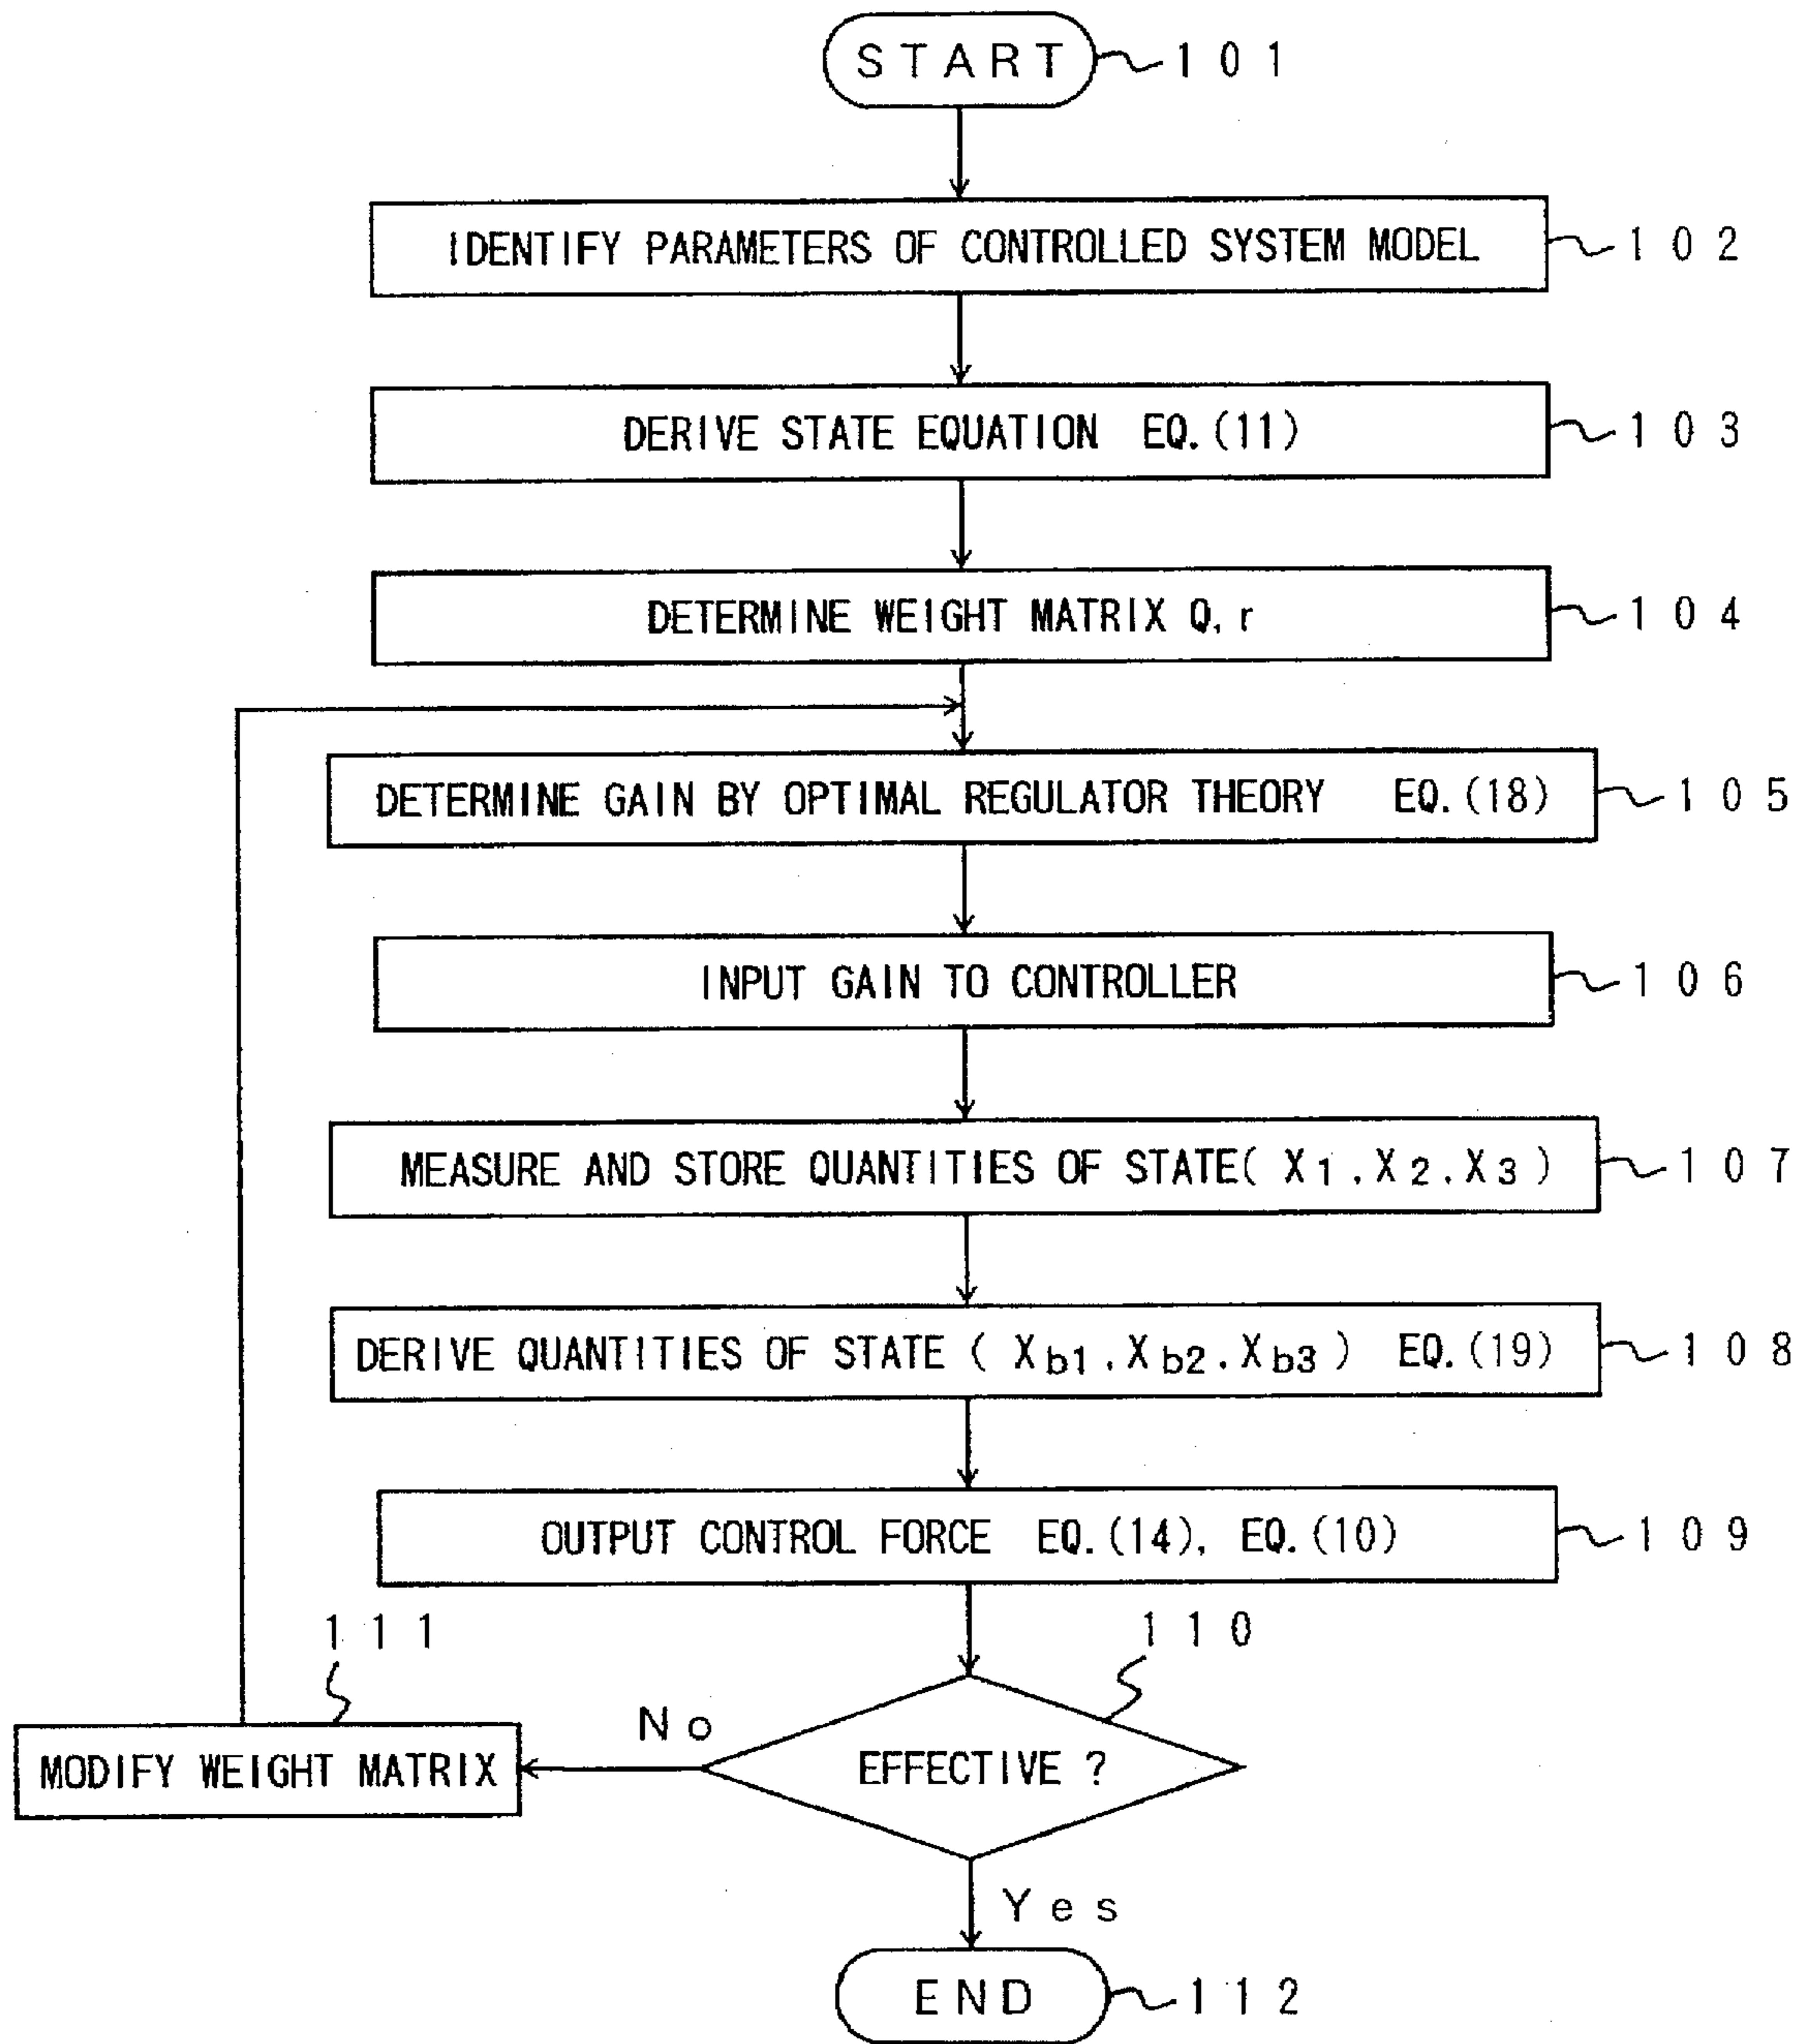 START 101
IDENTIFY PARAMETERS OF CONTROLLED SYSTEM MODEL 102
DERIVE STATE EQUATION EQ.(11) 103
DETERMINE WEIGHT MATRIX Q, r 104
DETERMINE GAIN BY OPTIMAL REGULATOR THEORY EQ.(18) 105
INPUT GAIN TO CONTROLLER 106
MEASURE AND STORE QUANTITIES OF STATE( X1, X2, X3 ) 107
DERIVE QUANTITIES OF STATE ( Xb1, Xb2, Xb3 ) EQ.(19) 108
OUTPUT CONTROL FORCE EQ.(14), EQ.(10) 109
111 110
No
MODIFY WEIGHT MATRIX EFFECTIVE ?
Yes
END 112